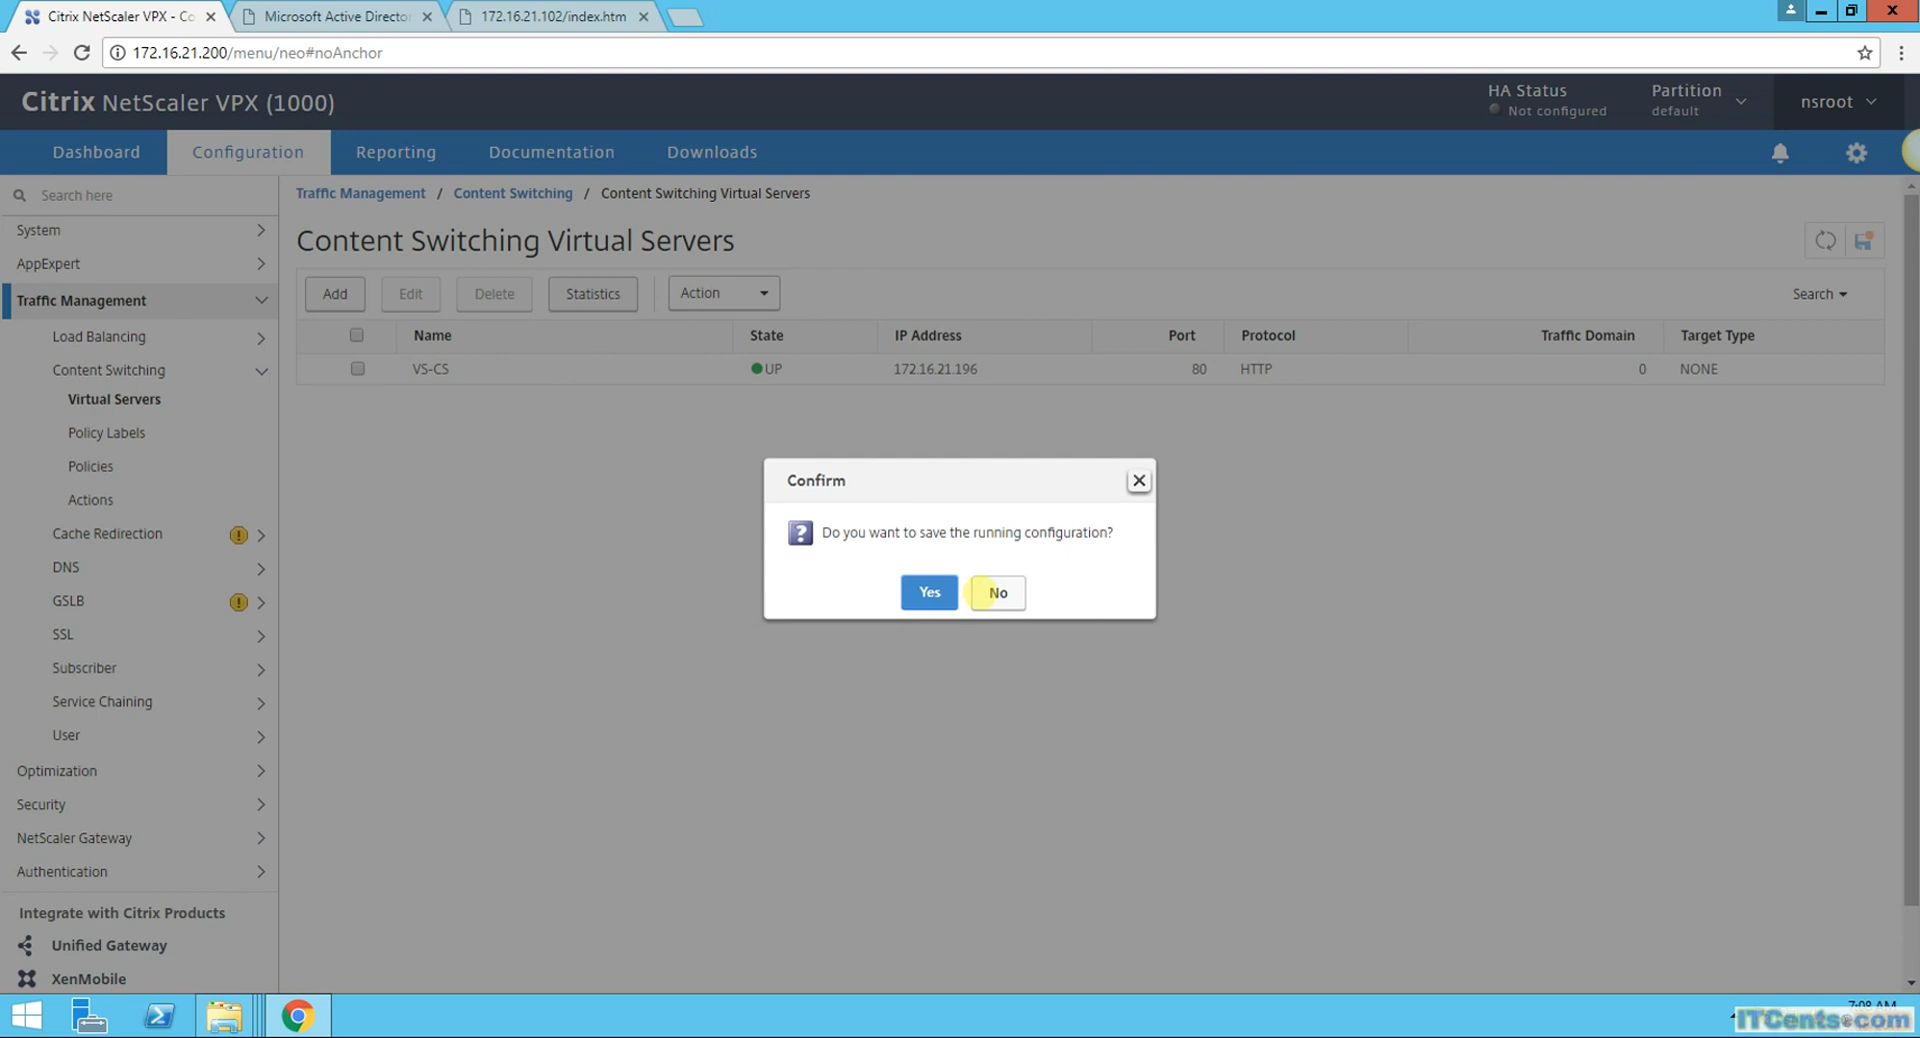 Citrix NetScaler VPX - Co
Microsoft Active Director
172.16.21.102/index.htm
172.16.21.200/menu/neo#noAnchor
Citrix NetScaler VPX (1000)
HA Status
Not configured
Partition
default
nsroot
Dashboard
Configuration
Reporting
Documentation
Downloads
Search here
Traffic Management / Content Switching / Content Switching Virtual Servers
System
AppExpert
Traffic Management
Load Balancing
Content Switching
Virtual Servers
Policy Labels
Policies
Actions
Cache Redirection
DNS
GSLB
SSL
Subscriber
Service Chaining
User
Optimization
Security
NetScaler Gateway
Authentication
Integrate with Citrix Products
Unified Gateway
XenMobile
Content Switching Virtual Servers
Add
Edit
Delete
Statistics
Action
Search
Name State IP Address Port Protocol Traffic Domain Target Type
VS-CS UP 172.16.21.196 80 HTTP 0 NONE
Confirm
Do you want to save the running configuration?
Yes
No
7:08 AM
ITCents.com